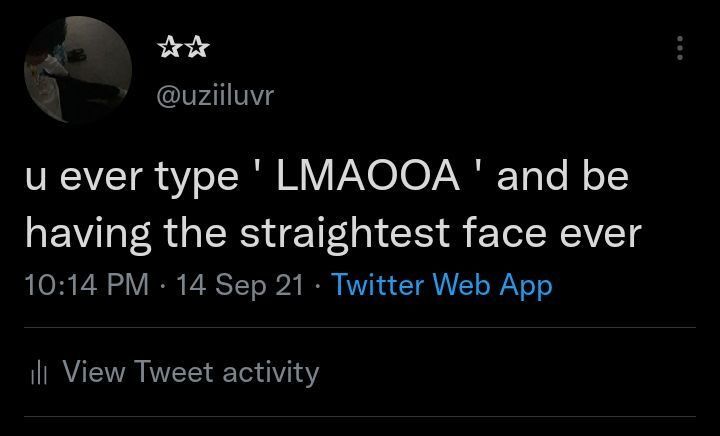 ☆☆
@uziiluvr
u ever type ' LMAOOA ' and be
having the straightest face ever
10:14 PM · 14 Sep 21 · Twitter Web App
View Tweet activity